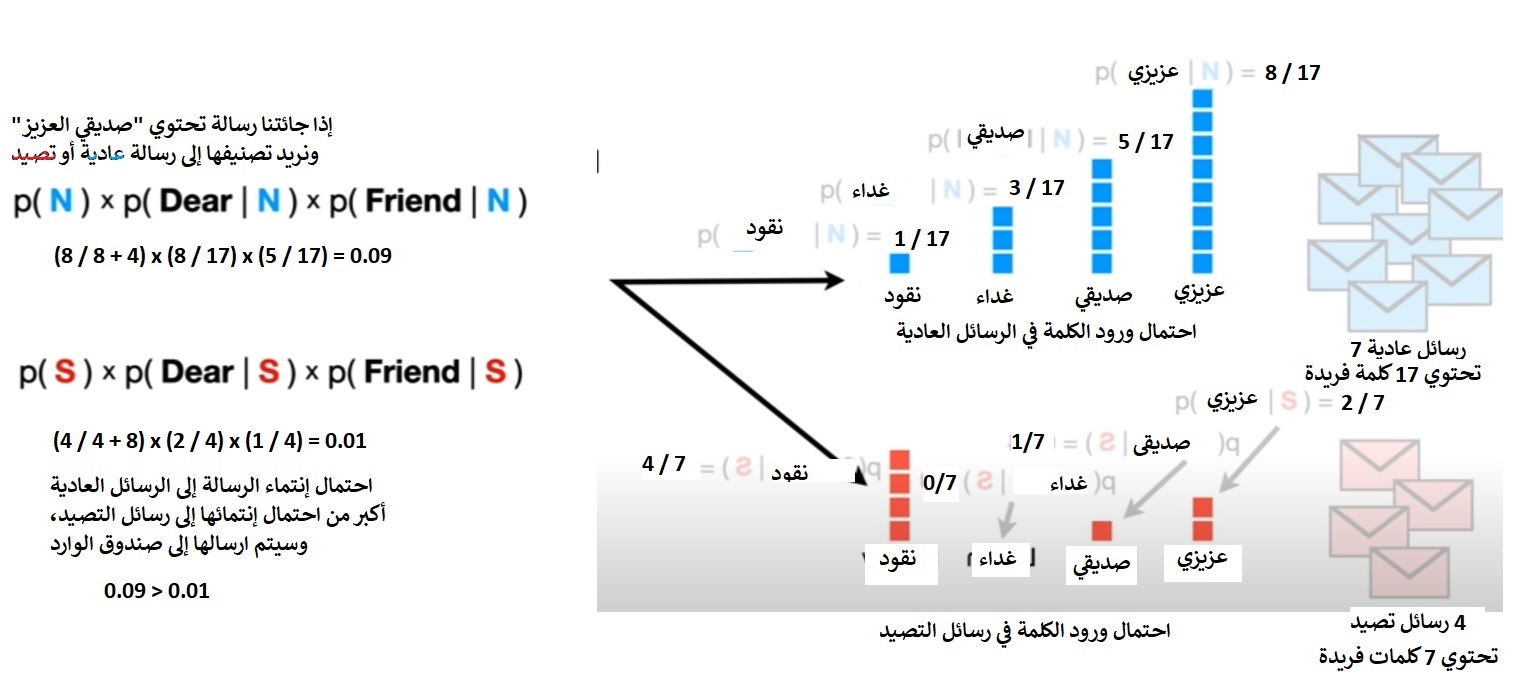 إذا جائتنا رسالة تحتوي "صديقي العزيز"
ونريد تصنيفها إلى رسالة عادية أو تصيد
p( N ) x p( Dear | N ) x p( Friend | N )
(8 / 8 + 4) x (8 / 17) x (5 / 17) = 0.09
p( S ) x p( Dear | S ) x p( Friend | S )
(4 / 4 + 8) x (2 / 4) x (1 / 4) = 0.01
احتمال إنتماء الرسالة إلى الرسائل العادية
أكبر من احتمال إنتمائها إلى رسائل التصيد،
وسيتم ارسالها إلى صندوق الوارد
0.09 > 0.01
p( عزيزي | N ) = 8 / 17
p( صديقي | N ) = 5 / 17
p( غداء | N ) = 3 / 17
p( نقود | N ) = 1 / 17
نقود
غداء
صديقي
عزيزي
احتمال ورود الكلمة في الرسائل العادية
رسائل عادية 7
تحتوي 17 كلمة فريدة
p( عزيزي | S ) = 2 / 7
1/7 = ( S | صديقى )p
4 / 7 = ( S | نقود )p
0/7 ( S | غداء )p
نقود
غداء
صديقي
عزيزي
احتمال ورود الكلمة في رسائل التصيد
4 رسائل تصيد
تحتوي 7 كلمات فريدة